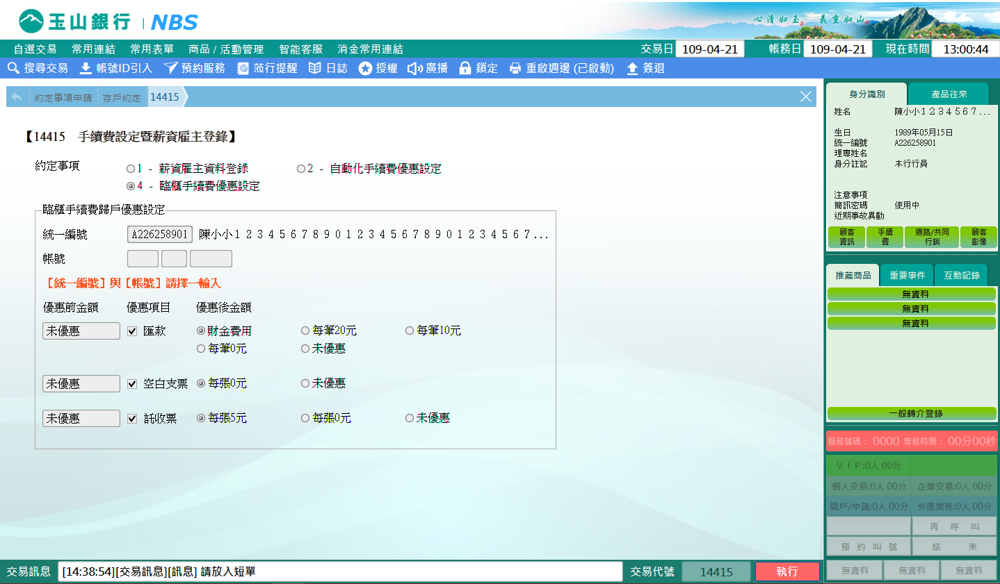 玉山銀行 NBS
心清如玉。義重如山。
自選交易 常用連結 常用表單 商品 / 活動管理 智能客服 消金常用連結 交易日 109-04-21 帳務日 109-04-21 現在時間 13:00:44
搜尋交易 帳號ID引入 預約服務 蒞行提醒 日誌 授權 廣播 鎖定 重啟週邊 (已啟動) 簽退
約定事項申請 存戶約定 14415
【14415 手續費設定暨薪資雇主登錄】
約定事項
1 - 薪資雇主資料登錄 2 - 自動化手續費優惠設定
4 - 臨櫃手續費優惠設定
臨櫃手續費歸戶優惠設定
統一編號 A226258901 陳小小１２３４５６７８９０１２３４５６７８９０１２３４５６７...
帳號
【統一編號】與【帳號】請擇一輸入
優惠前金額 優惠項目 優惠後金額
未優惠 匯款 財金費用 每筆20元 每筆10元
每筆0元 未優惠
未優惠 空白支票 每張0元 未優惠
未優惠 託收票 每張5元 每張0元 未優惠
交易訊息 [14:38:54][交易訊息][訊息] 請放入短單 交易代號 14415 執行
身分識別 產品往來
姓名 陳小小１２３４５６７...
生日 1989年05月15日
統一編號 A226258901
理專姓名
身分註記 本行行員
注意事項
簡訊密碼 使用中
近期事故異動
顧客資訊 手續費 通路/共同行銷 顧客影像
推薦商品 重要事件 互動記錄
無資料
無資料
無資料
一般轉介登錄
服務號碼： 0000 等候時間： 00分00秒
ＶＩＰ:0人 00分
個人交易:0人 00分 企業交易:0人 00分
開戶/申請:0人 00分 外匯業務:0人 00分
再 呼 叫
預 約 叫 號 結 束
無資料 無資料 無資料